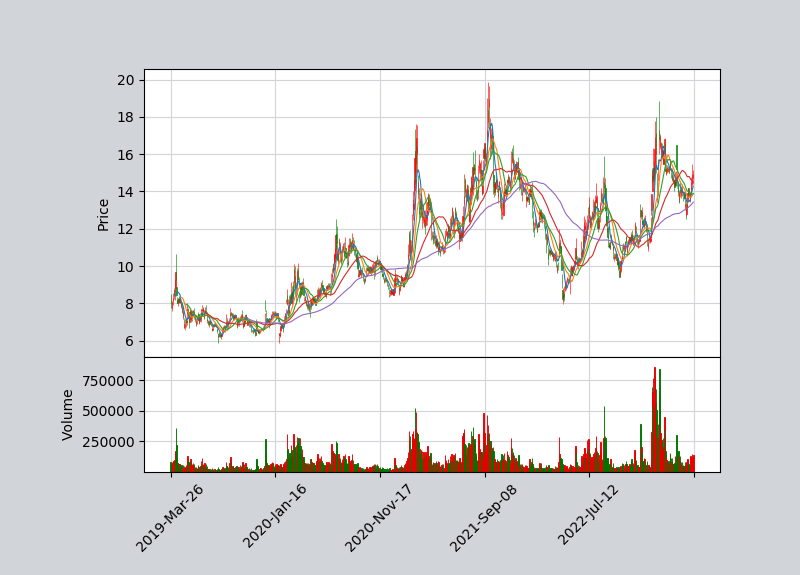 20
18
16
14
12
10
8
6
Price
750000
500000
250000
Volume
2019-Mar-26
2020-Jan-16
2020-Nov-17
2021-Sep-08
2022-Jul-12